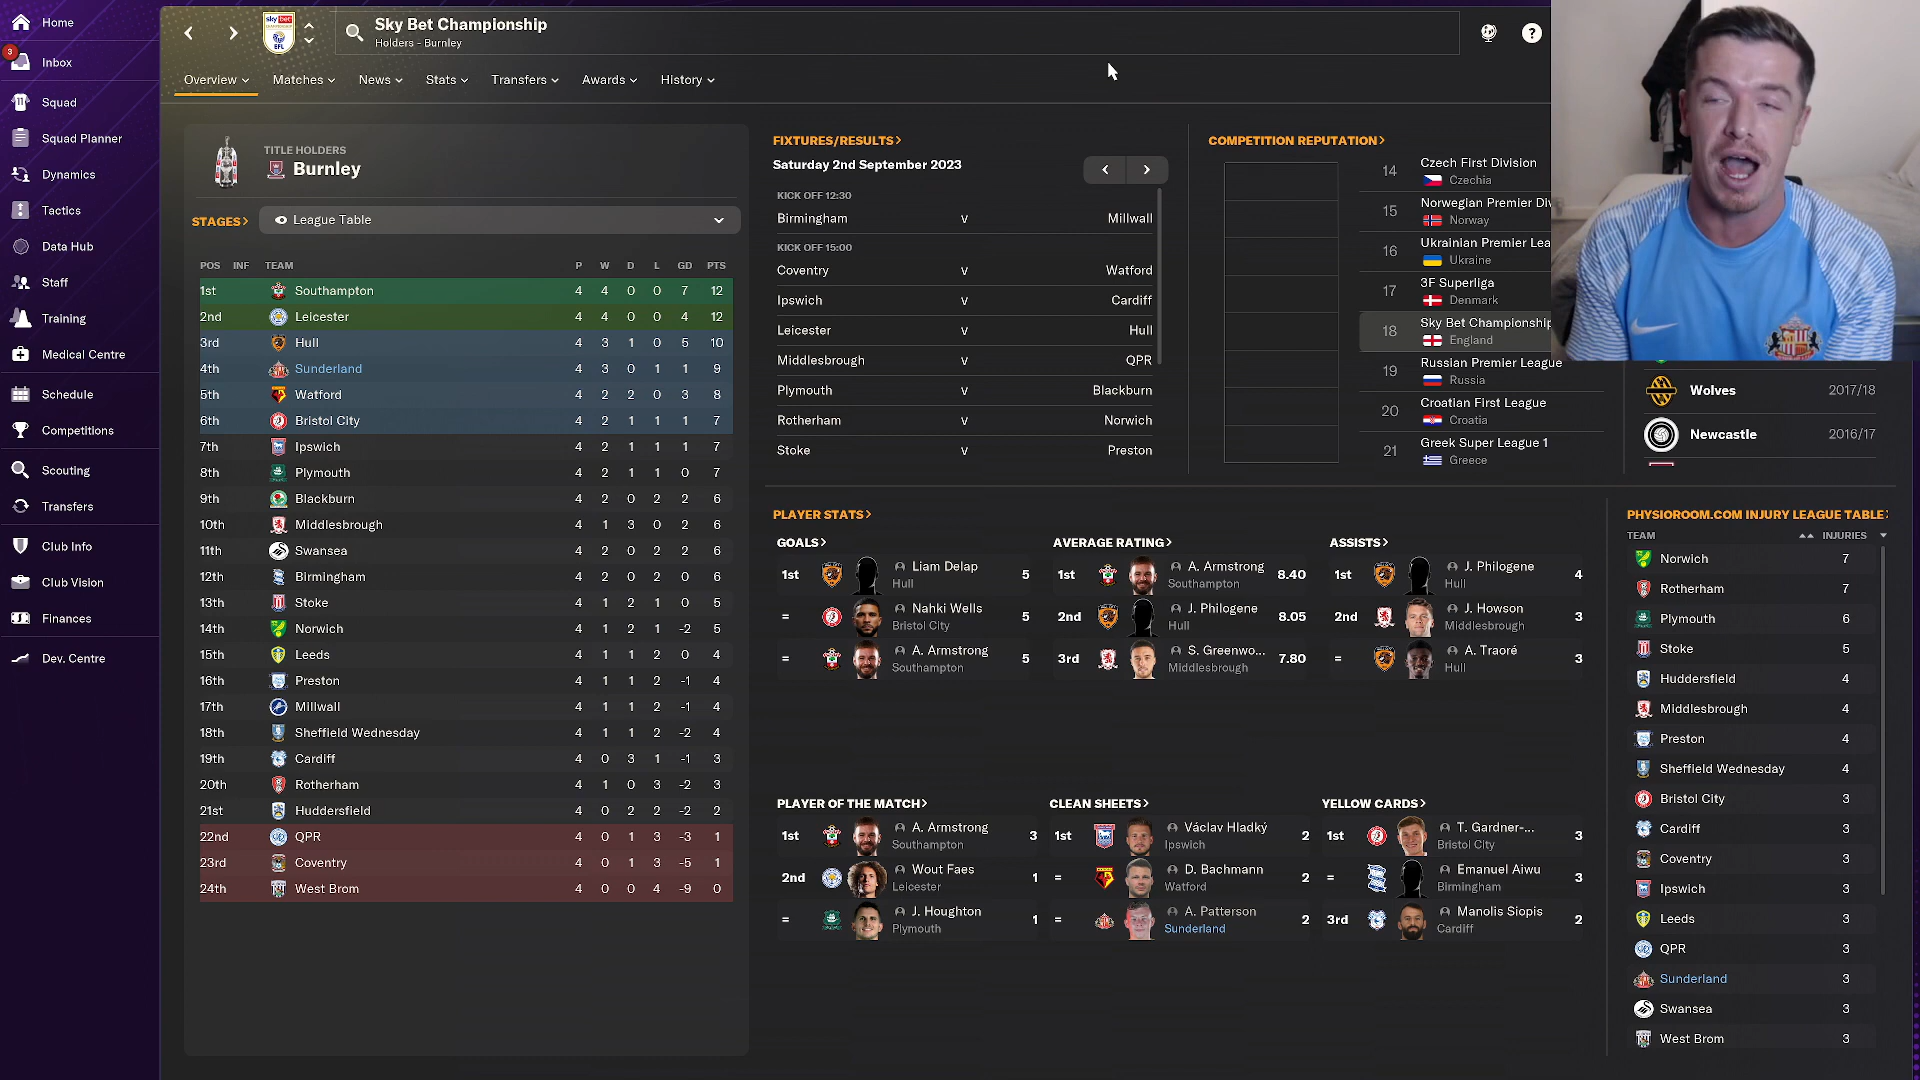 Home
3
Inbox
Squad
Squad Planner
Dynamics
Tactics
Data Hub
Staff
Training
Medical Centre
Schedule
Competitions
Scouting
Transfers
Club Info
Club Vision
Finances
Dev. Centre
Sky Bet Championship
Holders - Burnley
Overview
Matches
News
Stats
Transfers
Awards
History
TITLE HOLDERS
Burnley
STAGES>
League Table
POS INF TEAM P W D L GD PTS
1st Southampton 4 4 0 0 7 12
2nd Leicester 4 4 0 0 4 12
3rd Hull 4 3 1 0 5 10
4th Sunderland 4 3 0 1 1 9
5th Watford 4 2 2 0 3 8
6th Bristol City 4 2 1 1 1 7
7th Ipswich 4 2 1 1 1 7
8th Plymouth 4 2 1 1 0 7
9th Blackburn 4 2 0 2 2 6
10th Middlesbrough 4 1 3 0 2 6
11th Swansea 4 2 0 2 2 6
12th Birmingham 4 2 0 2 0 6
13th Stoke 4 1 2 1 0 5
14th Norwich 4 1 2 1 -2 5
15th Leeds 4 1 1 2 0 4
16th Preston 4 1 1 2 -1 4
17th Millwall 4 1 1 2 -1 4
18th Sheffield Wednesday 4 1 1 2 -2 4
19th Cardiff 4 0 3 1 -1 3
20th Rotherham 4 1 0 3 -2 3
21st Huddersfield 4 0 2 2 -2 2
22nd QPR 4 0 1 3 -3 1
23rd Coventry 4 0 1 3 -5 1
24th West Brom 4 0 0 4 -9 0
FIXTURES/RESULTS>
Saturday 2nd September 2023
KICK OFF 12:30
Birmingham v Millwall
KICK OFF 15:00
Coventry v Watford
Ipswich v Cardiff
Leicester v Hull
Middlesbrough v QPR
Plymouth v Blackburn
Rotherham v Norwich
Stoke v Preston
COMPETITION REPUTATION>
14 Czech First Division
Czechia
15 Norwegian Premier Div
Norway
16 Ukrainian Premier Lea
Ukraine
17 3F Superliga
Denmark
18 Sky Bet Championship
England
19 Russian Premier League
Russia
20 Croatian First League
Croatia
21 Greek Super League 1
Greece
Wolves 2017/18
Newcastle 2016/17
PLAYER STATS>
GOALS>
1st Liam Delap 5
Hull
= Nahki Wells 5
Bristol City
= A. Armstrong 5
Southampton
AVERAGE RATING>
1st A. Armstrong 8.40
Southampton
2nd J. Philogene 8.05
Hull
3rd S. Greenwo... 7.80
Middlesbrough
ASSISTS>
1st J. Philogene 4
Hull
2nd J. Howson 3
Middlesbrough
= A. Traoré 3
Hull
PLAYER OF THE MATCH>
1st A. Armstrong 3
Southampton
2nd Wout Faes 1
Leicester
= J. Houghton 1
Plymouth
CLEAN SHEETS>
1st Václav Hladký 2
Ipswich
= D. Bachmann 2
Watford
= A. Patterson 2
Sunderland
YELLOW CARDS>
1st T. Gardner-... 3
Bristol City
= Emanuel Aiwu 3
Birmingham
3rd Manolis Siopis 2
Cardiff
PHYSIOROOM.COM INJURY LEAGUE TABLE>
TEAM INJURIES
Norwich 7
Rotherham 7
Plymouth 6
Stoke 5
Huddersfield 4
Middlesbrough 4
Preston 4
Sheffield Wednesday 4
Bristol City 3
Cardiff 3
Coventry 3
Ipswich 3
Leeds 3
QPR 3
Sunderland 3
Swansea 3
West Brom 3